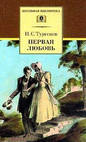 ШКОЛЬНАЯ БИБЛИОТЕКА
И.С.Тургенев
ПЕРВАЯ
ЛЮБОВЬ